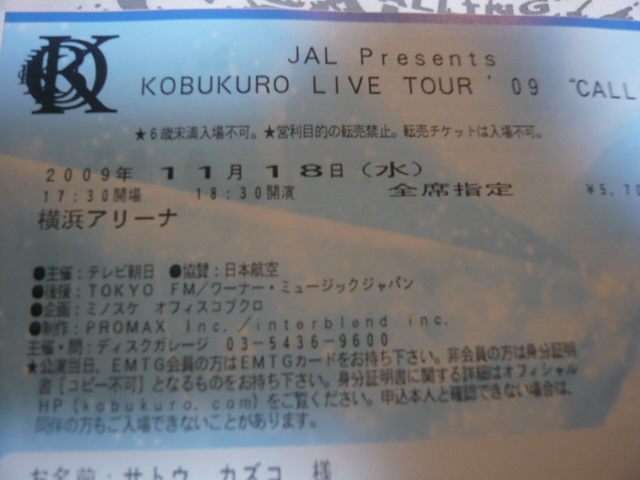 JAL Presents
KOBUKURO LIVE TOUR '09 "CALL
★6歳未満入場不可。★営利目的の転売禁止。転売チケットは入場不可。
2009年 11月18日(水)
17:30開場 18:30開演 全席指定 ¥5,70
横浜アリーナ
●主催:テレビ朝日 ●協賛:日本航空
●後援:TOKYO FM/ワーナー・ミュージックジャパン
●企画:ミノスケ オフィスコブクロ
●制作:PROMAX Inc./interblend inc.
主催・問:ディスクガレージ 03-5436-9600
★公演当日、EMTG会員の方はEMTGカードをお持ち下さい。非会員の方は身分証明
書[コピー不可]となるものをお持ち下さい。身分証明書に関する詳細はオフィシャル
HP(kobukuro.com)をご覧ください。申込本人と確認できない場合は、
同伴の方もご入場できないことがあります。
お名前:サトウ カズコ 様